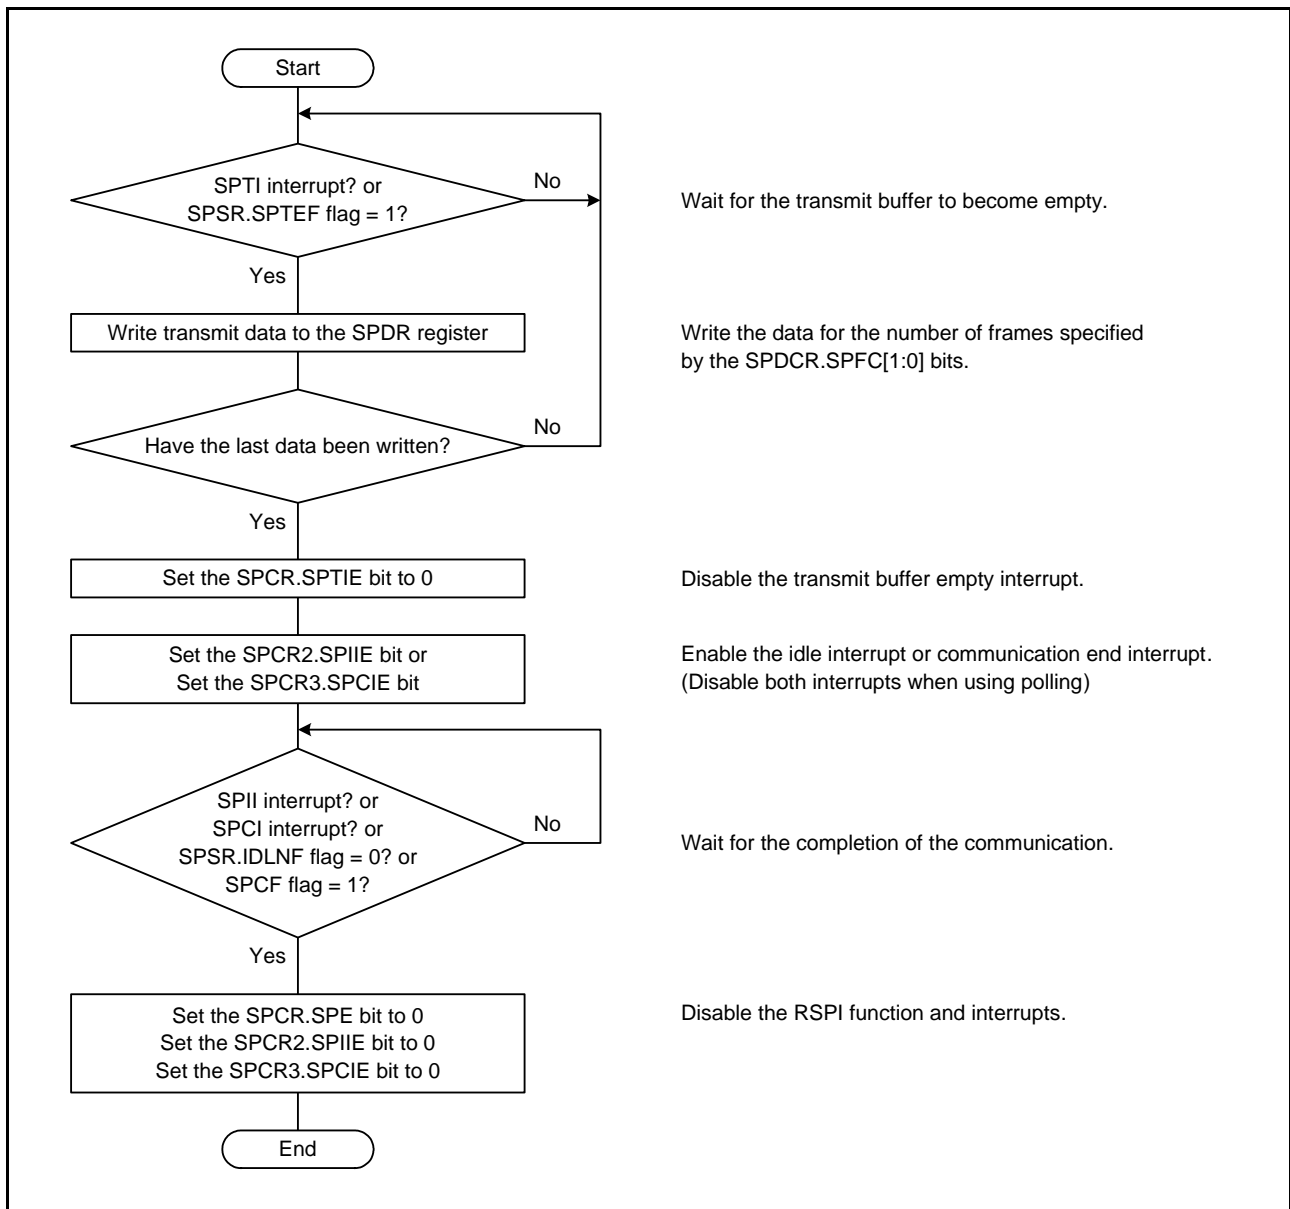 Start
SPTI interrupt? or
SPSR.SPTEF flag = 1?
No
Wait for the transmit buffer to become empty.
Yes
Write transmit data to the SPDR register
Write the data for the number of frames specified
by the SPDCR.SPFC[1:0] bits.
Have the last data been written?
No
Yes
Set the SPCR.SPTIE bit to 0
Disable the transmit buffer empty interrupt.
Set the SPCR2.SPIIE bit or
Set the SPCR3.SPCIE bit
Enable the idle interrupt or communication end interrupt.
(Disable both interrupts when using polling)
SPII interrupt? or
SPCI interrupt? or
SPSR.IDLNF flag = 0? or
SPCF flag = 1?
No
Wait for the completion of the communication.
Yes
Set the SPCR.SPE bit to 0
Set the SPCR2.SPIIE bit to 0
Set the SPCR3.SPCIE bit to 0
Disable the RSPI function and interrupts.
End